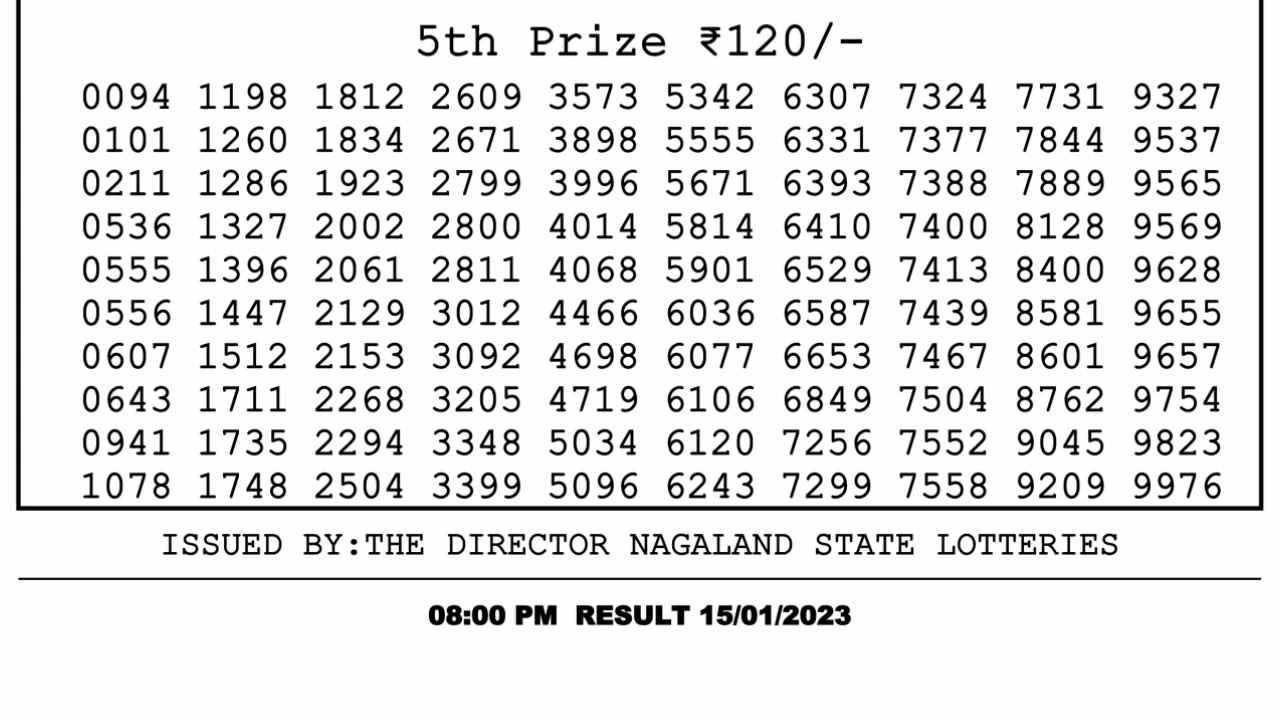 5th Prize ₹120/-
0094 1198 1812 2609 3573 5342 6307 7324 7731 9327
0101 1260 1834 2671 3898 5555 6331 7377 7844 9537
0211 1286 1923 2799 3996 5671 6393 7388 7889 9565
0536 1327 2002 2800 4014 5814 6410 7400 8128 9569
0555 1396 2061 2811 4068 5901 6529 7413 8400 9628
0556 1447 2129 3012 4466 6036 6587 7439 8581 9655
0607 1512 2153 3092 4698 6077 6653 7467 8601 9657
0643 1711 2268 3205 4719 6106 6849 7504 8762 9754
0941 1735 2294 3348 5034 6120 7256 7552 9045 9823
1078 1748 2504 3399 5096 6243 7299 7558 9209 9976
ISSUED BY:THE DIRECTOR NAGALAND STATE LOTTERIES
08:00 PM RESULT 15/01/2023